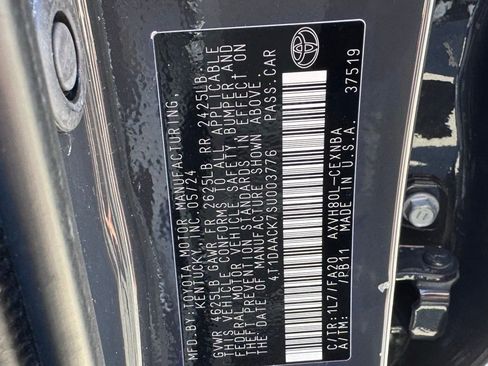 MFD.BY:TOYOTA MOTOR MANUFACTURING,
KENTUCKY,INC. 05/24
GVWR 4625LB GAWR FR 2625LB RR 2425LB
THIS VEHICLE CONFORMS TO ALL APPLICABLE
FEDERAL MOTOR VEHICLE SAFETY, BUMPER AND
THEFT PREVENTION STANDARDS IN EFFECT ON
THE DATE OF MANUFACTURE SHOWN ABOVE.
4T1DAACK7SU003776 PASS.CAR
C/TR:1L7/FA20 AXVH80L-CEXNBA
A/TM: /PB11 MADE IN U.S.A. 37519